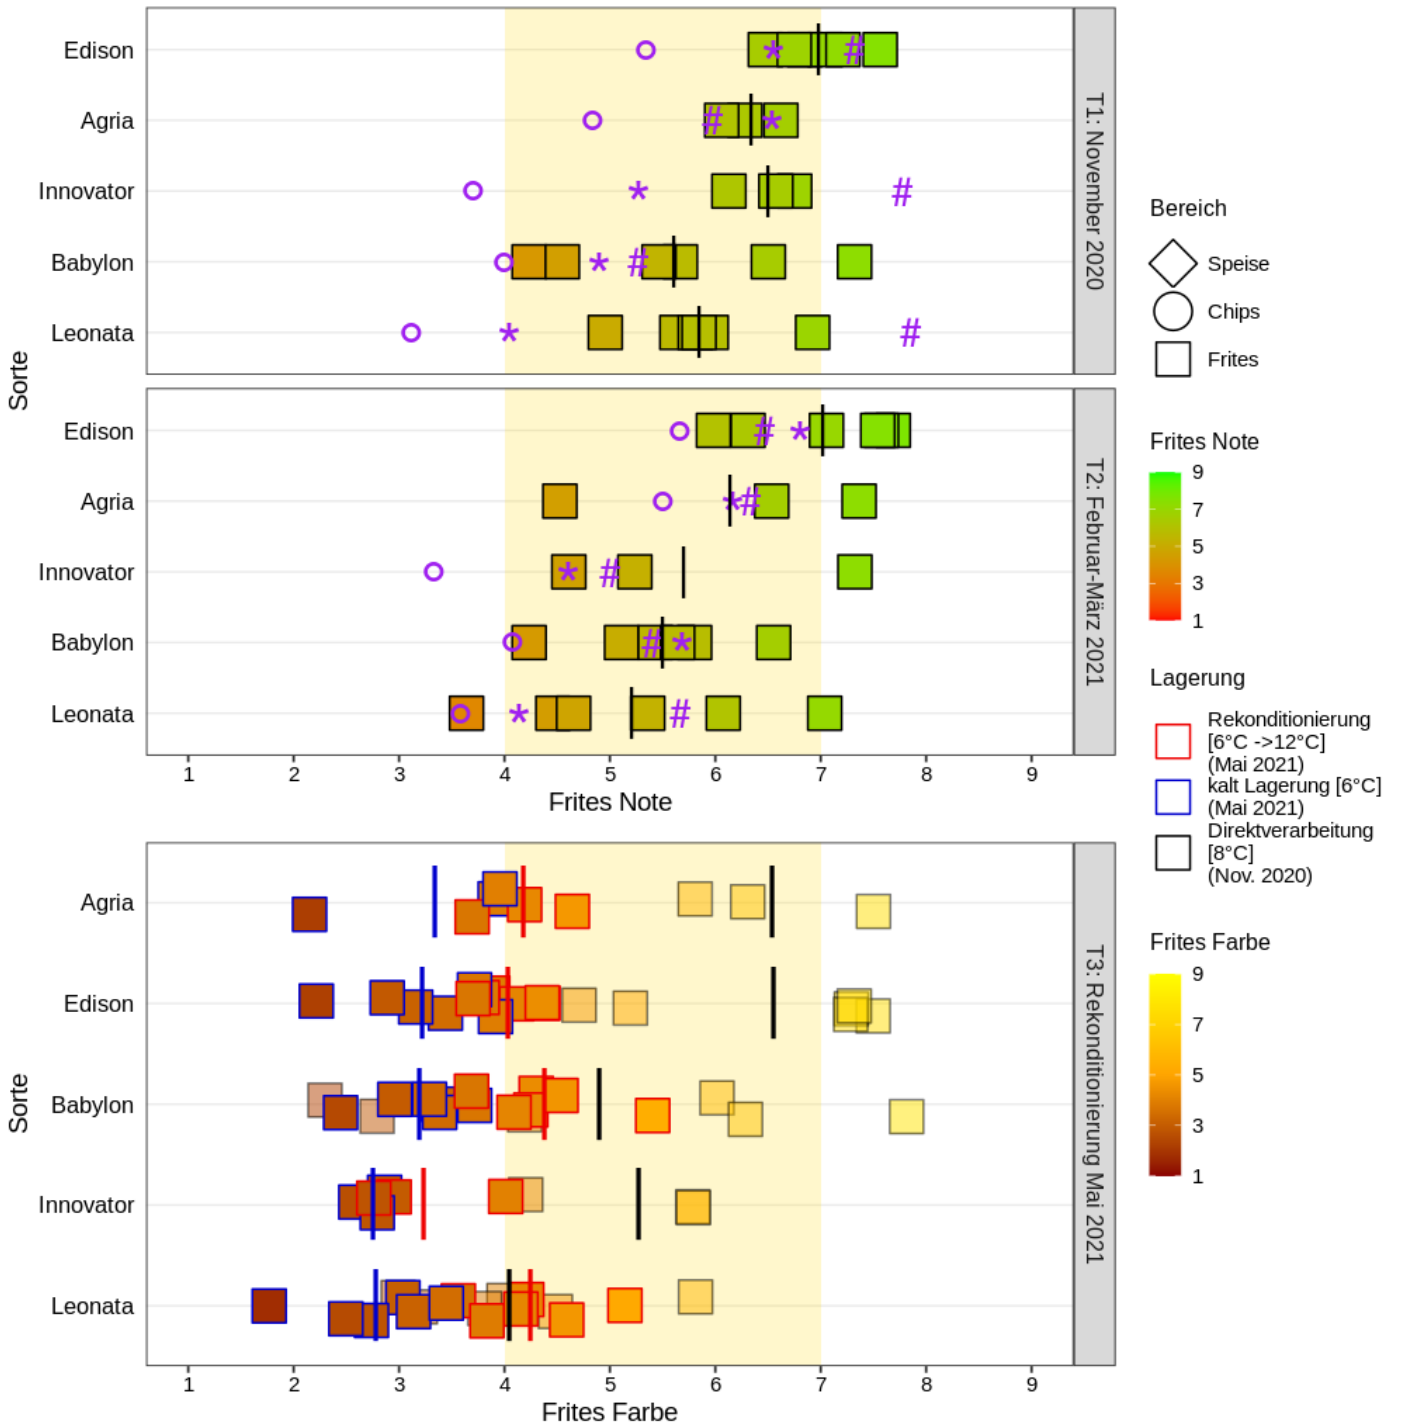 Sorte
Edison
Agria
Innovator
Babylon
Leonata
T1: November 2020
Edison
Agria
Innovator
Babylon
Leonata
T2: Februar-März 2021
1 2 3 4 5 6 7 8 9
Frites Note
Sorte
Agria
Edison
Babylon
Innovator
Leonata
T3: Rekonditionierung Mai 2021
1 2 3 4 5 6 7 8 9
Frites Farbe
Bereich
Speise
Chips
Frites
Frites Note
9
7
5
3
1
Lagerung
Rekonditionierung
[6°C ->12°C]
(Mai 2021)
kalt Lagerung [6°C]
(Mai 2021)
Direktverarbeitung
[8°C]
(Nov. 2020)
Frites Farbe
9
7
5
3
1